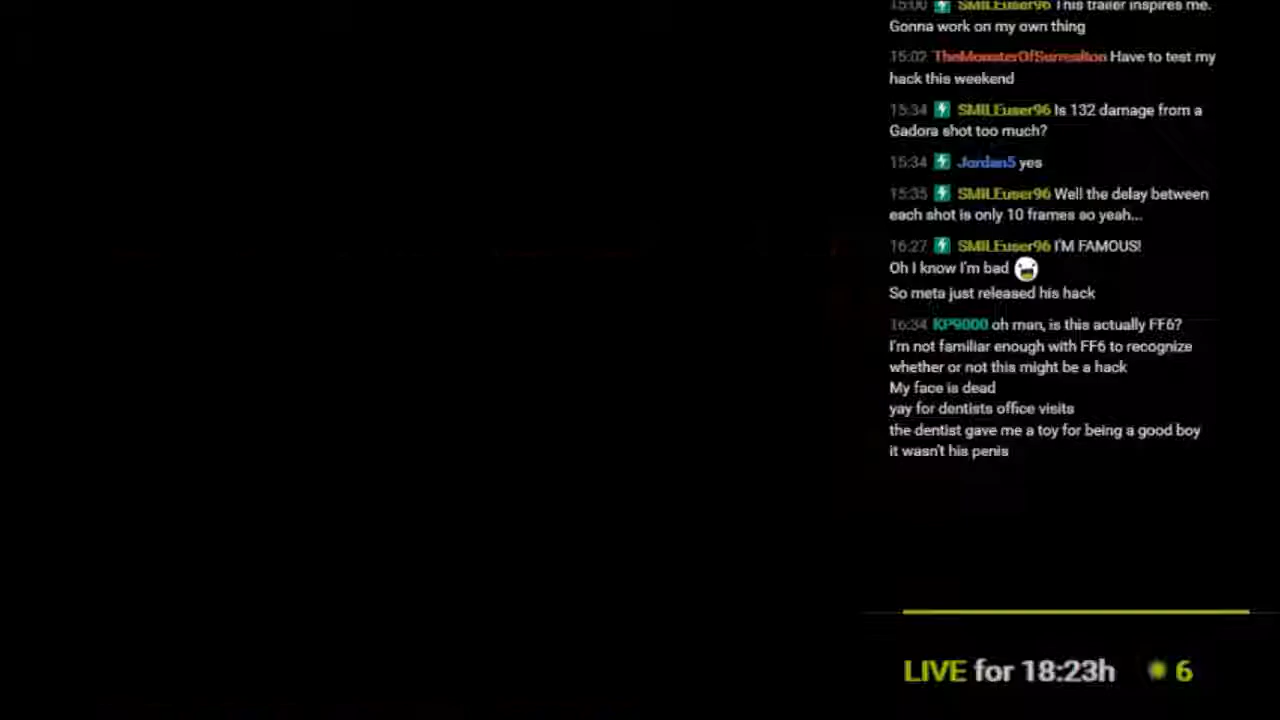 15:00 SMILEuser96 This trailer inspires me.
Gonna work on my own thing
15:02 TheMonsterOfSurrealton Have to test my
hack this weekend
15:34 SMILEuser96 Is 132 damage from a
Gadora shot too much?
15:34 Jordan5 yes
15:35 SMILEuser96 Well the delay between
each shot is only 10 frames so yeah...
16:27 SMILEuser96 I'M FAMOUS!
Oh I know I'm bad
So meta just released his hack
16:34 KP9000 oh man, is this actually FF6?
I'm not familiar enough with FF6 to recognize
whether or not this might be a hack
My face is dead
yay for dentists office visits
the dentist gave me a toy for being a good boy
it wasn't his penis
LIVE for 18:23h 6